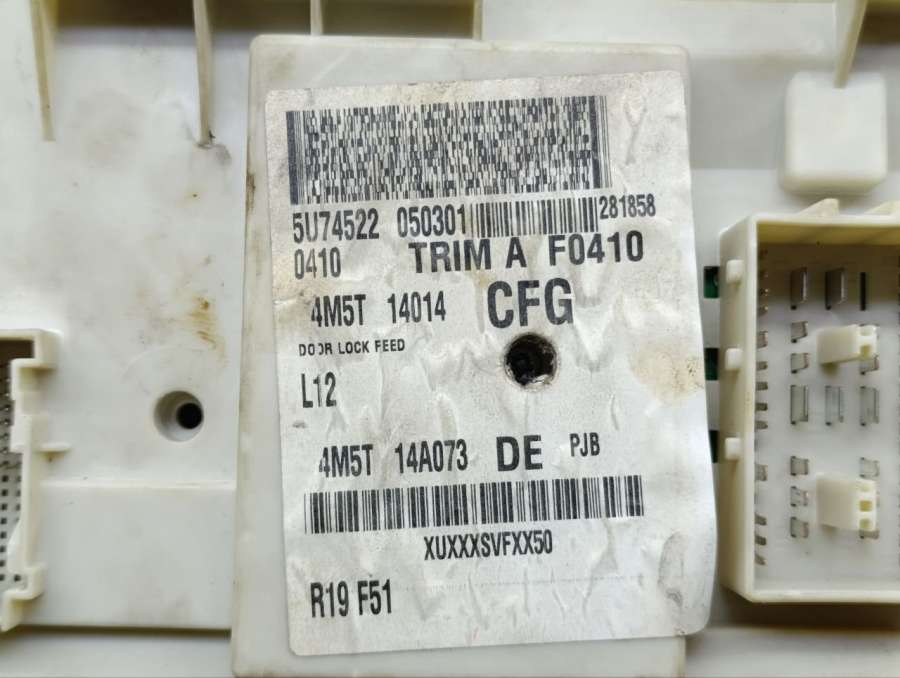 5U74522 050301 281858
0410 TRIM A F0410
4M5T 14014 CFG
DOOR LOCK FEED
L12
4M5T 14A073 DE PJB
XUXXXSVFXX50
R19 F51